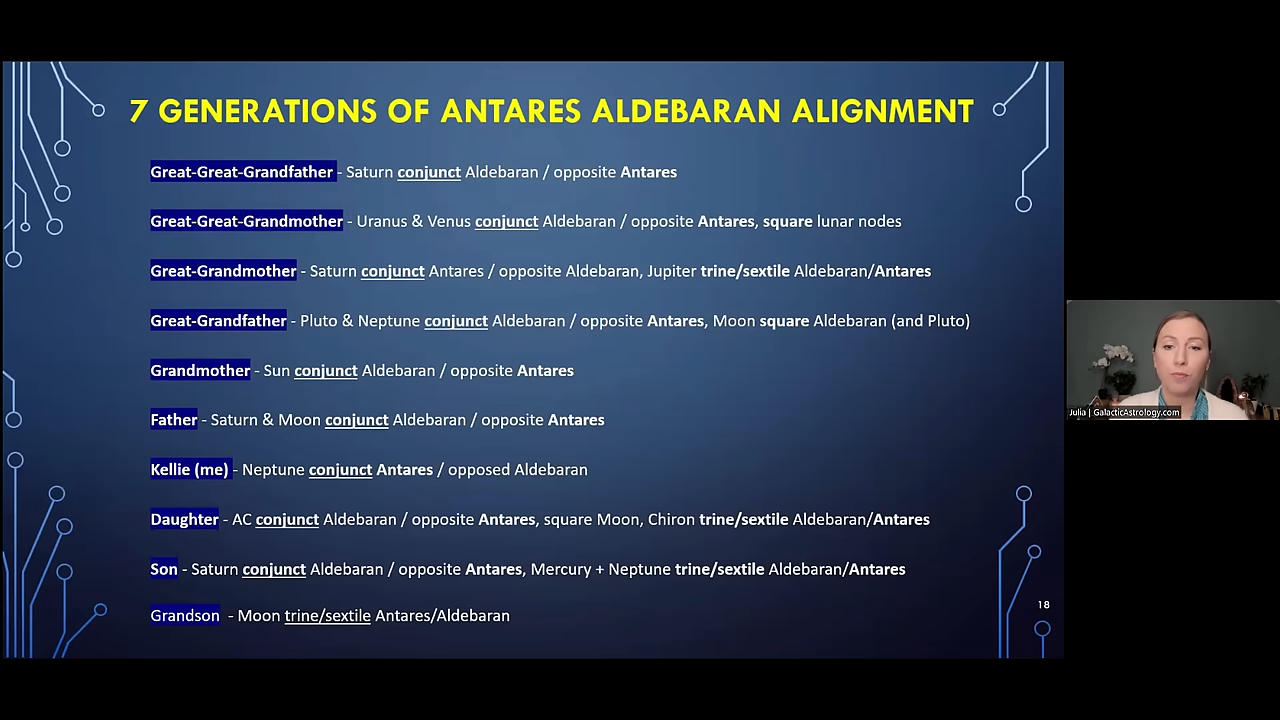 7 GENERATIONS OF ANTARES ALDEBARAN ALIGNMENT
Great-Great-Grandfather - Saturn conjunct Aldebaran / opposite Antares
Great-Great-Grandmother - Uranus & Venus conjunct Aldebaran / opposite Antares, square lunar nodes
Great-Grandmother - Saturn conjunct Antares / opposite Aldebaran, Jupiter trine/sextile Aldebaran/Antares
Great-Grandfather - Pluto & Neptune conjunct Aldebaran / opposite Antares, Moon square Aldebaran (and Pluto)
Grandmother - Sun conjunct Aldebaran / opposite Antares
Father - Saturn & Moon conjunct Aldebaran / opposite Antares
Kellie (me) - Neptune conjunct Antares / opposed Aldebaran
Daughter - AC conjunct Aldebaran / opposite Antares, square Moon, Chiron trine/sextile Aldebaran/Antares
Son - Saturn conjunct Aldebaran / opposite Antares, Mercury + Neptune trine/sextile Aldebaran/Antares
Grandson - Moon trine/sextile Antares/Aldebaran
18
Julia | GalacticAstrology.com